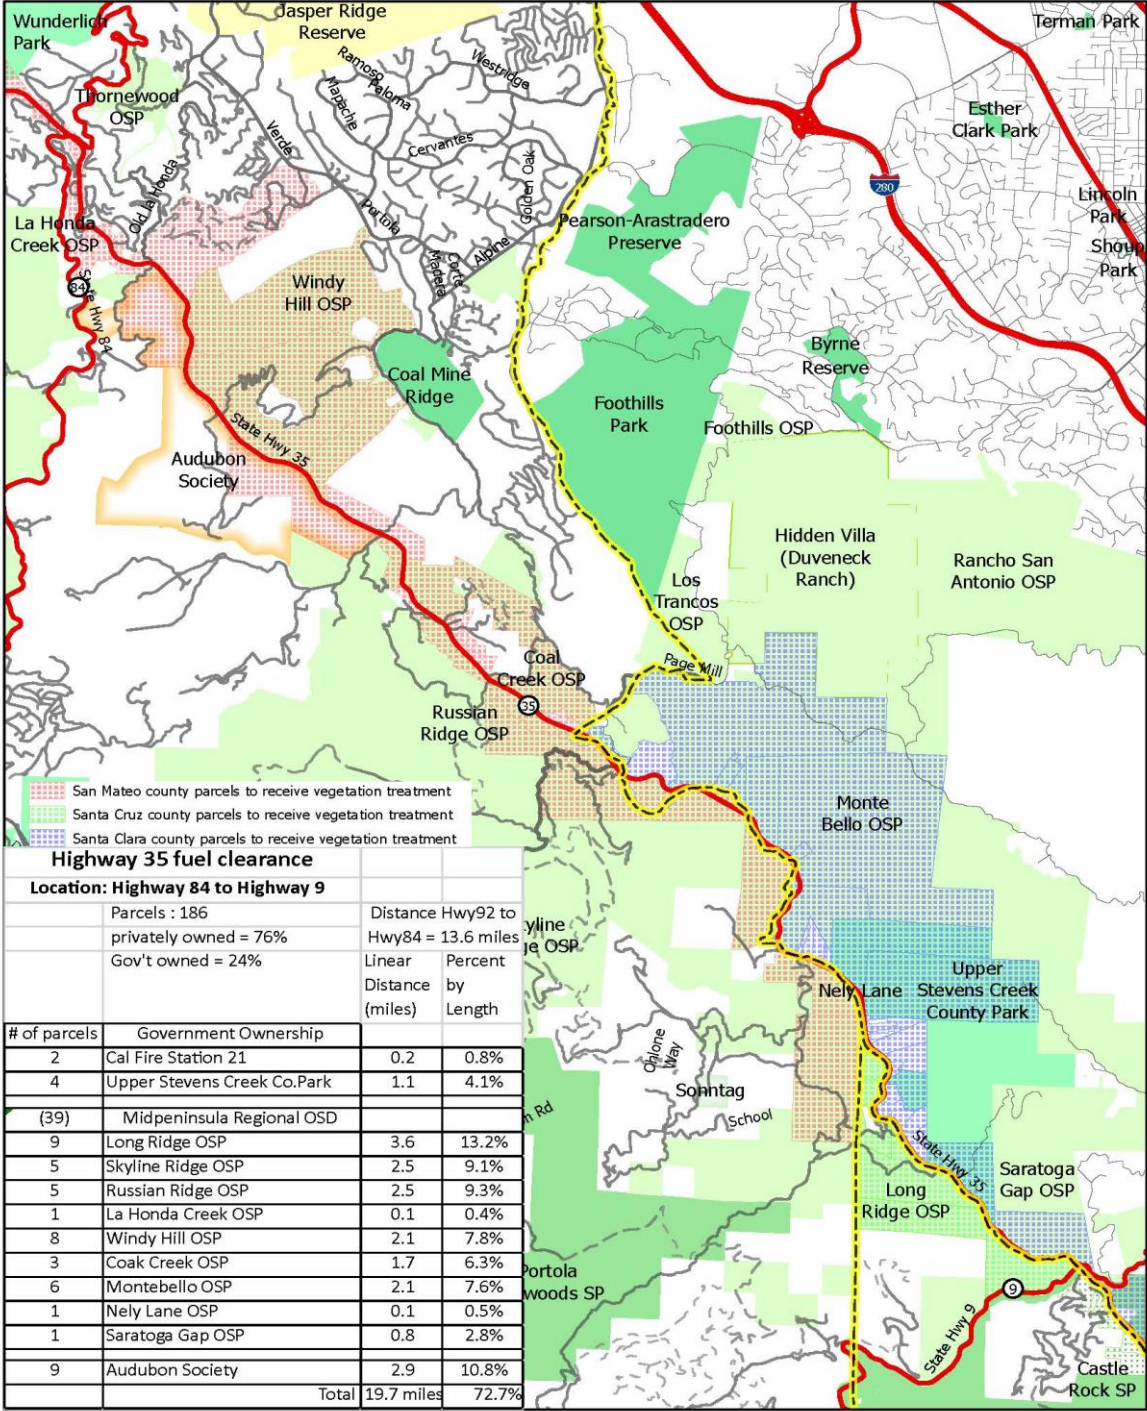 Wunderlich
Park
Jasper Ridge
Reserve
Terman Park
Ramoso
Paloma
Westridge
Mapache
Thornewood
OSP
Verde
Cervantes
Esther
Clark Park
Golden Oak
Old La Honda
280
Lincoln
Park
Portola
La Honda
Creek OSP
Pearson-Arastradero
Preserve
Alpine
Shoup
Park
Corte
Madera
84
State Hwy 84
Windy
Hill OSP
Byrne
Reserve
Coal Mine
Ridge
Foothills
Park
Foothills OSP
State Hwy 35
Audubon
Society
Hidden Villa
(Duveneck
Ranch)
Rancho San
Antonio OSP
Los
Trancos
OSP
Page Mill
Coal
Creek OSP
35
Russian
Ridge OSP
San Mateo county parcels to receive vegetation treatment
Santa Cruz county parcels to receive vegetation treatment
Santa Clara county parcels to receive vegetation treatment
Monte
Bello OSP
Highway 35 fuel clearance
Location: Highway 84 to Highway 9
Parcels : 186 Distance Hwy92 to
privately owned = 76% Hwy84 = 13.6 miles
Gov't owned = 24% Linear Percent
Distance by
(miles) Length
# of parcels Government Ownership
2 Cal Fire Station 21 0.2 0.8%
4 Upper Stevens Creek Co.Park 1.1 4.1%
(39) Midpeninsula Regional OSD
9 Long Ridge OSP 3.6 13.2%
5 Skyline Ridge OSP 2.5 9.1%
5 Russian Ridge OSP 2.5 9.3%
1 La Honda Creek OSP 0.1 0.4%
8 Windy Hill OSP 2.1 7.8%
3 Coak Creek OSP 1.7 6.3%
6 Montebello OSP 2.1 7.6%
1 Nely Lane OSP 0.1 0.5%
1 Saratoga Gap OSP 0.8 2.8%
9 Audubon Society 2.9 10.8%
Total 19.7 miles 72.7%
yline
ge OSP
Nely Lane
Upper
Stevens Creek
County Park
Ohlone
Way
Sonntag
School
m Rd
State Hwy 35
Saratoga
Gap OSP
Long
Ridge OSP
Portola
woods SP
9
State Hwy 9
Castle
Rock SP